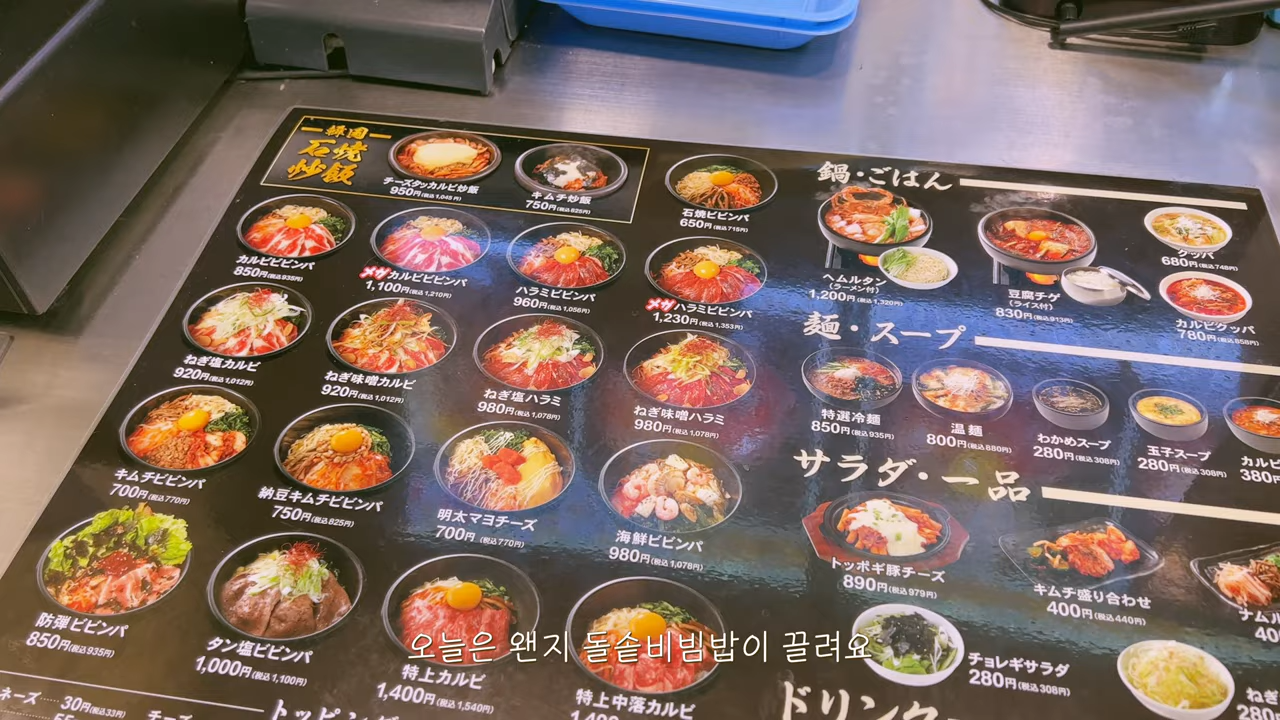 韓国
石焼
炒飯
チーズタッカルビ炒飯
950円(税込1,045円)
キムチ炒飯
750円(税込825円)
石焼ビビンバ
650円(税込715円)
カルビビビンバ
850円(税込935円)
メガカルビビビンバ
1,100円(税込1,210円)
ハラミビビンバ
960円(税込1,056円)
メガハラミビビンバ
1,230円(税込1,353円)
ねぎ塩カルビ
920円(税込1,012円)
ねぎ味噌カルビ
920円(税込1,012円)
ねぎ塩ハラミ
980円(税込1,078円)
ねぎ味噌ハラミ
980円(税込1,078円)
キムチビビンバ
700円(税込770円)
納豆キムチビビンバ
750円(税込825円)
明太マヨチーズ
700円(税込770円)
海鮮ビビンバ
980円(税込1,078円)
防弾ビビンバ
850円(税込935円)
タン塩ビビンバ
1,000円(税込1,100円)
特上カルビ
1,400円(税込1,540円)
特上中落カルビ
鍋・ごはん
ヘムルタン
(ラーメン付)
1,200円(税込1,320円)
豆腐チゲ
(ライス付)
830円(税込913円)
クッパ
680円(税込748円)
カルビクッパ
780円(税込858円)
麺・スープ
特選冷麺
850円(税込935円)
温麺
800円(税込880円)
わかめスープ
280円(税込308円)
玉子スープ
280円(税込308円)
カルビ
380円
サラダ・一品
トッポギ豚チーズ
890円(税込979円)
キムチ盛り合わせ
400円(税込440円)
ナムル
チョレギサラダ
280円(税込308円)
ねぎ
280
ドリンク
ネーズ 30円(税込33円)
チーズ
トッピング
오늘은 왠지 돌솥비빔밥이 끌려요